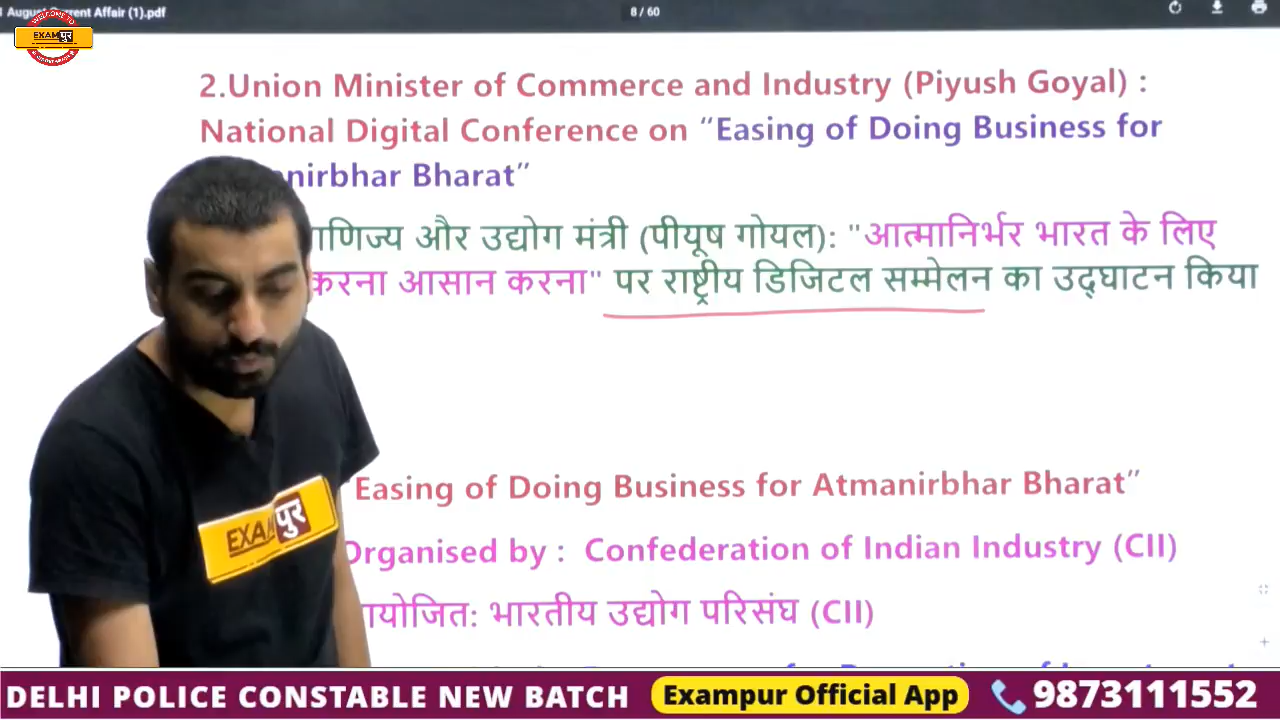 August Current Affair (1).pdf
8 / 60
WELCOME TO
EXAMपुर
2.Union Minister of Commerce and Industry (Piyush Goyal) :
National Digital Conference on “Easing of Doing Business for
nirbhar Bharat”
णिज्य और उद्योग मंत्री (पीयूष गोयल): "आत्मानिर्भर भारत के लिए
करना आसान करना" पर राष्ट्रीय डिजिटल सम्मेलन का उद्घाटन किया
“Easing of Doing Business for Atmanirbhar Bharat”
EXAMपुर
Organised by : Confederation of Indian Industry (CII)
योजित: भारतीय उद्योग परिसंघ (CII)
DELHI POLICE CONSTABLE NEW BATCH
Exampur Official App
9873111552